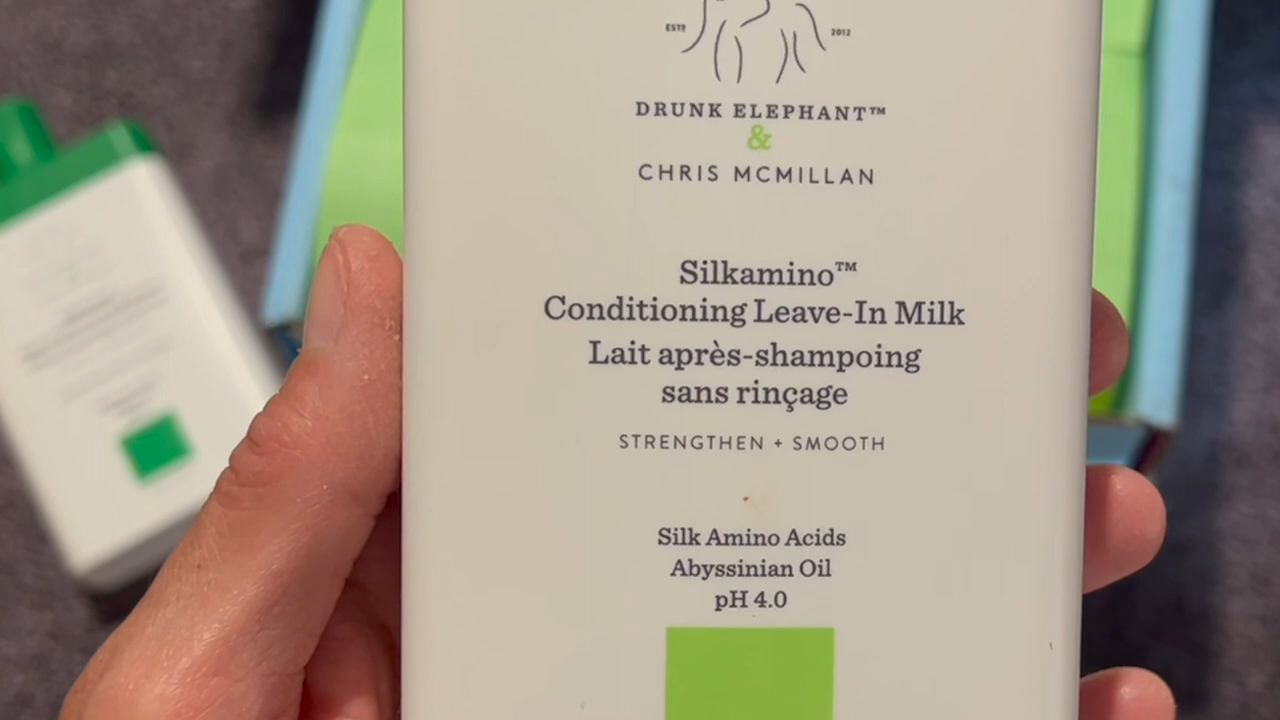 ESTD 2012
DRUNK ELEPHANT™
&
CHRIS MCMILLAN
Silkamino™
Conditioning Leave-In Milk
Lait après-shampoing
sans rinçage
STRENGTHEN + SMOOTH
Silk Amino Acids
Abyssinian Oil
pH 4.0